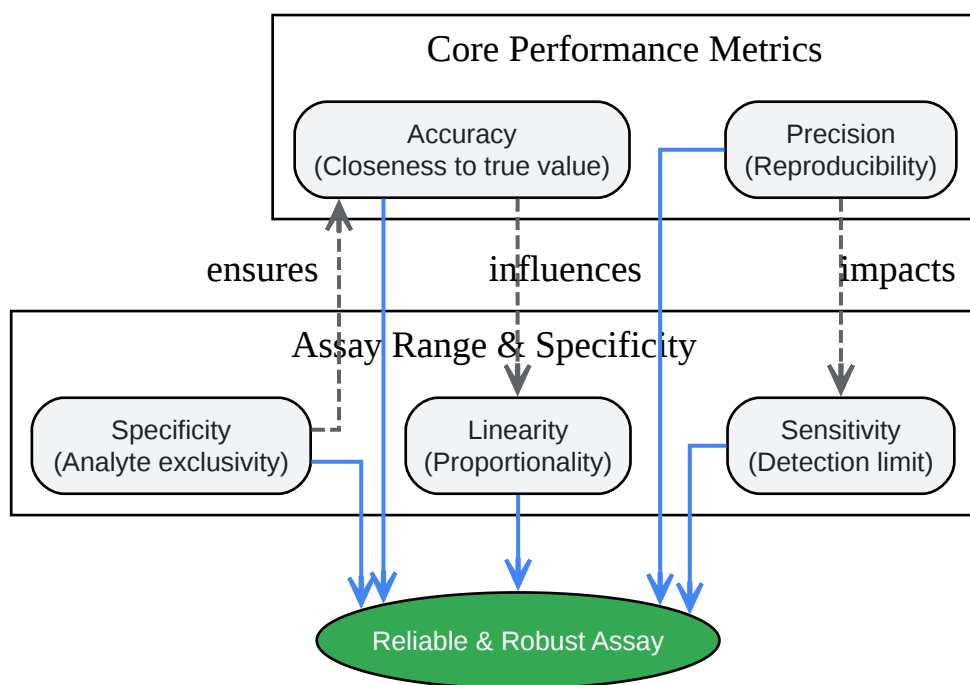 Core Performance Metrics
Accuracy
(Closeness to true value)
Precision
(Reproducibility)
ensures
influences
impacts
Assay Range & Specificity
Specificity
(Analyte exclusivity)
Linearity
(Proportionality)
Sensitivity
(Detection limit)
Reliable & Robust Assay